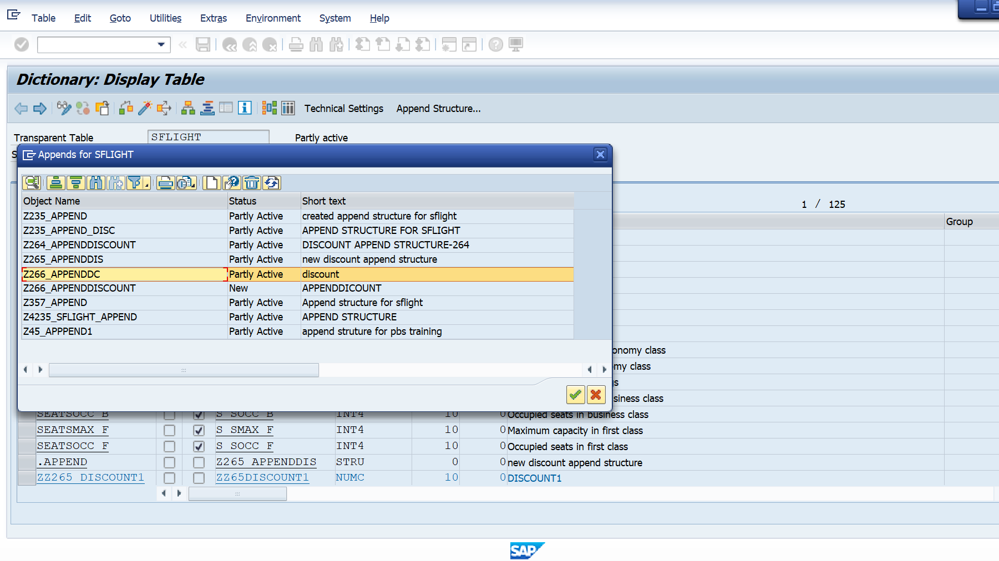 Table Edit Goto Utilities Extras Environment System Help
Dictionary: Display Table
Technical Settings Append Structure...
Transparent Table SFLIGHT Partly active
S
Appends for SFLIGHT
Object Name Status Short text
Z235_APPEND Partly Active created append structure for sflight
Z235_APPEND_DISC Partly Active APPEND STRUCTURE FOR SFLIGHT
Z264_APPENDDISCOUNT Partly Active DISCOUNT APPEND STRUCTURE-264
Z265_APPENDDIS Partly Active new discount append structure
Z266_APPENDDC Partly Active discount
Z266_APPENDDISCOUNT New APPENDDICOUNT
Z357_APPEND Partly Active Append structure for sflight
Z4235_SFLIGHT_APPEND Partly Active APPEND STRUCTURE
Z45_APPPEND1 Partly Active append struture for pbs training
1 / 125
Group
onomy class
my class
siness class
SEATSOCC_B S_SOCC_B INT4 10 0 Occupied seats in business class
SEATSMAX_F S_SMAX_F INT4 10 0 Maximum capacity in first class
SEATSOCC_F S_SOCC_F INT4 10 0 Occupied seats in first class
.APPEND Z265_APPENDDIS STRU 0 0 new discount append structure
ZZ265_DISCOUNT1 ZZ65DISCOUNT1 NUMC 10 0 DISCOUNT1
SAP